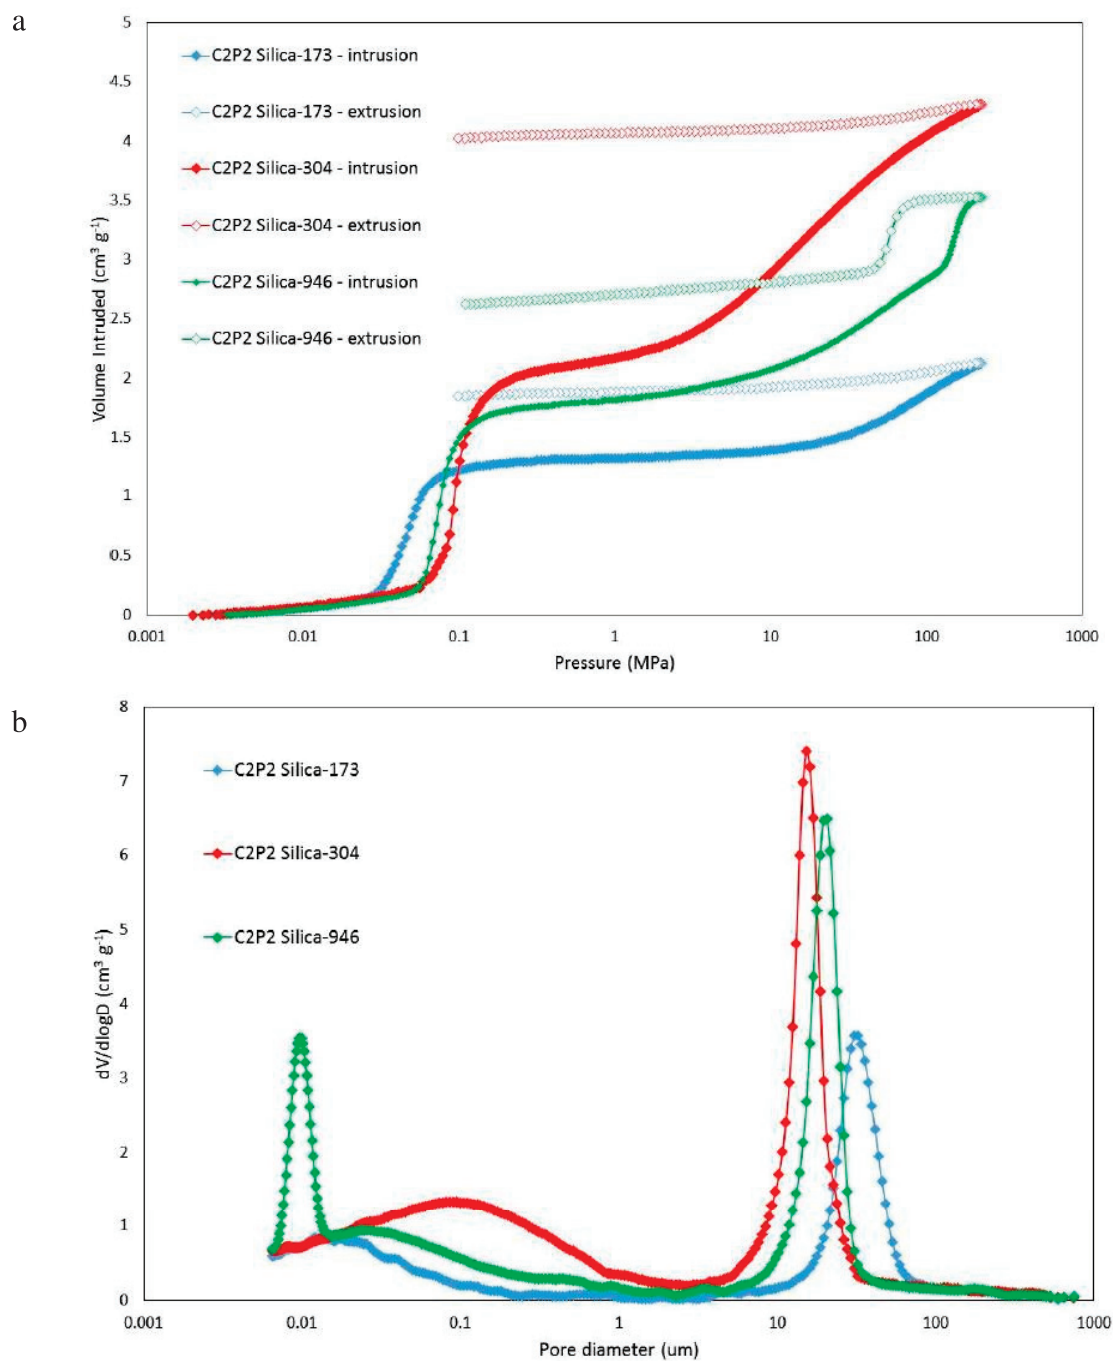 a
5
4.5
4
3.5
3
2.5
2
1.5
1
0.5
0
Volume Intruded (cm³ g⁻¹)
C2P2 Silica-173 - intrusion
C2P2 Silica-173 - extrusion
C2P2 Silica-304 - intrusion
C2P2 Silica-304 - extrusion
C2P2 Silica-946 - intrusion
C2P2 Silica-946 - extrusion
0.001 0.01 0.1 1 10 100 1000
Pressure (MPa)
b
8
7
6
5
4
3
2
1
0
dV/dlogD (cm³ g⁻¹)
C2P2 Silica-173
C2P2 Silica-304
C2P2 Silica-946
0.001 0.01 0.1 1 10 100 1000
Pore diameter (um)